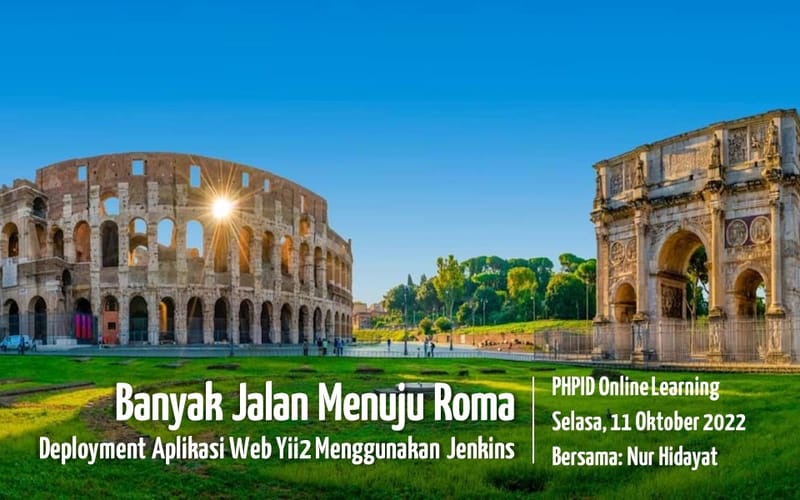 Banyak Jalan Menuju Roma
Deployment Aplikasi Web Yii2 Menggunakan Jenkins
PHPID Online Learning
Selasa, 11 Oktober 2022
Bersama: Nur Hidayat